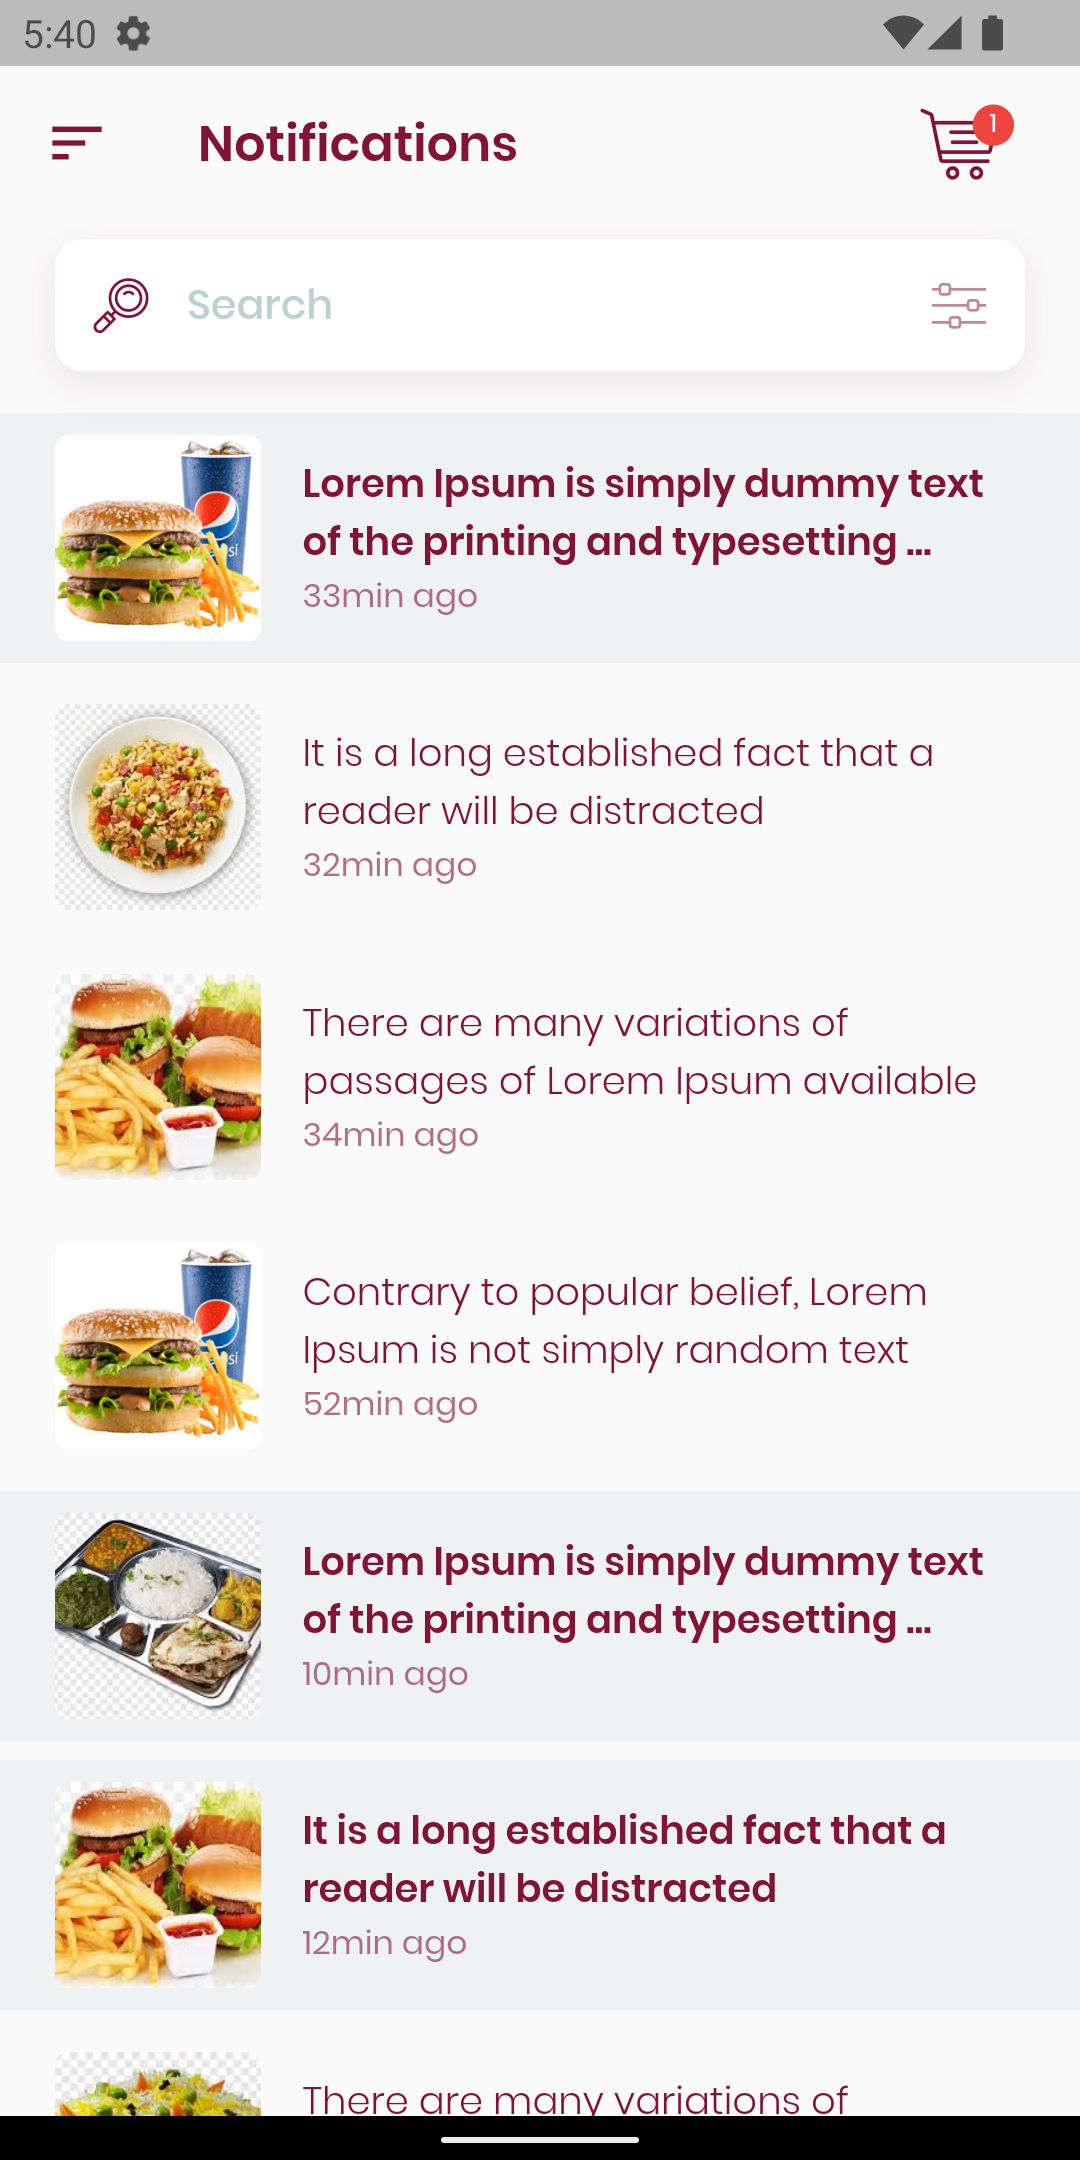 5:40
Notifications
1
Search
Lorem Ipsum is simply dummy text
of the printing and typesetting ...
33min ago
It is a long established fact that a
reader will be distracted
32min ago
There are many variations of
passages of Lorem Ipsum available
34min ago
Contrary to popular belief, Lorem
Ipsum is not simply random text
52min ago
Lorem Ipsum is simply dummy text
of the printing and typesetting ...
10min ago
It is a long established fact that a
reader will be distracted
12min ago
There are many variations of